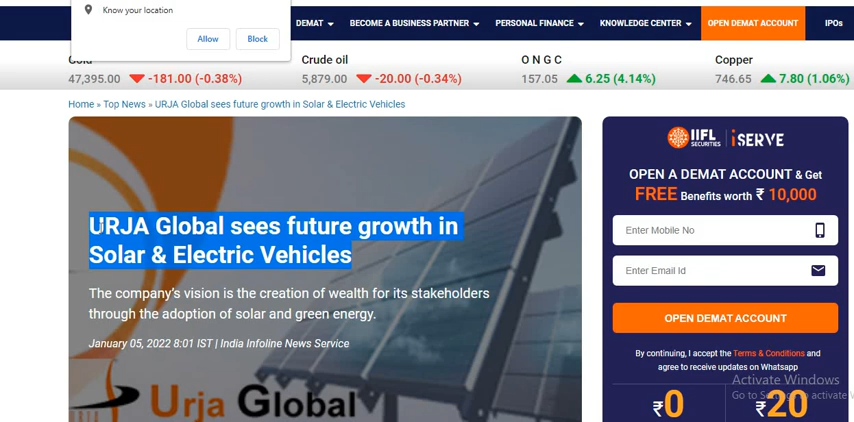 Know your location
Allow
Block
DEMAT
BECOME A BUSINESS PARTNER
PERSONAL FINANCE
KNOWLEDGE CENTER
OPEN DEMAT ACCOUNT
IPOs
Gold
47,395.00 -181.00 (-0.38%)
Crude oil
5,879.00 -20.00 (-0.34%)
O N G C
157.05 6.25 (4.14%)
Copper
746.65 7.80 (1.06%)
Home » Top News » URJA Global sees future growth in Solar & Electric Vehicles
URJA Global sees future growth in
Solar & Electric Vehicles
The company's vision is the creation of wealth for its stakeholders
through the adoption of solar and green energy.
January 05, 2022 8:01 IST | India Infoline News Service
Urja Global
IIFL
SECURITIES
iSERVE
OPEN A DEMAT ACCOUNT & Get
FREE Benefits worth ₹ 10,000
Enter Mobile No
Enter Email Id
OPEN DEMAT ACCOUNT
By continuing, I accept the Terms & Conditions and
agree to receive updates on Whatsapp
Activate Windows
Go to Settings to activate
₹0
₹20